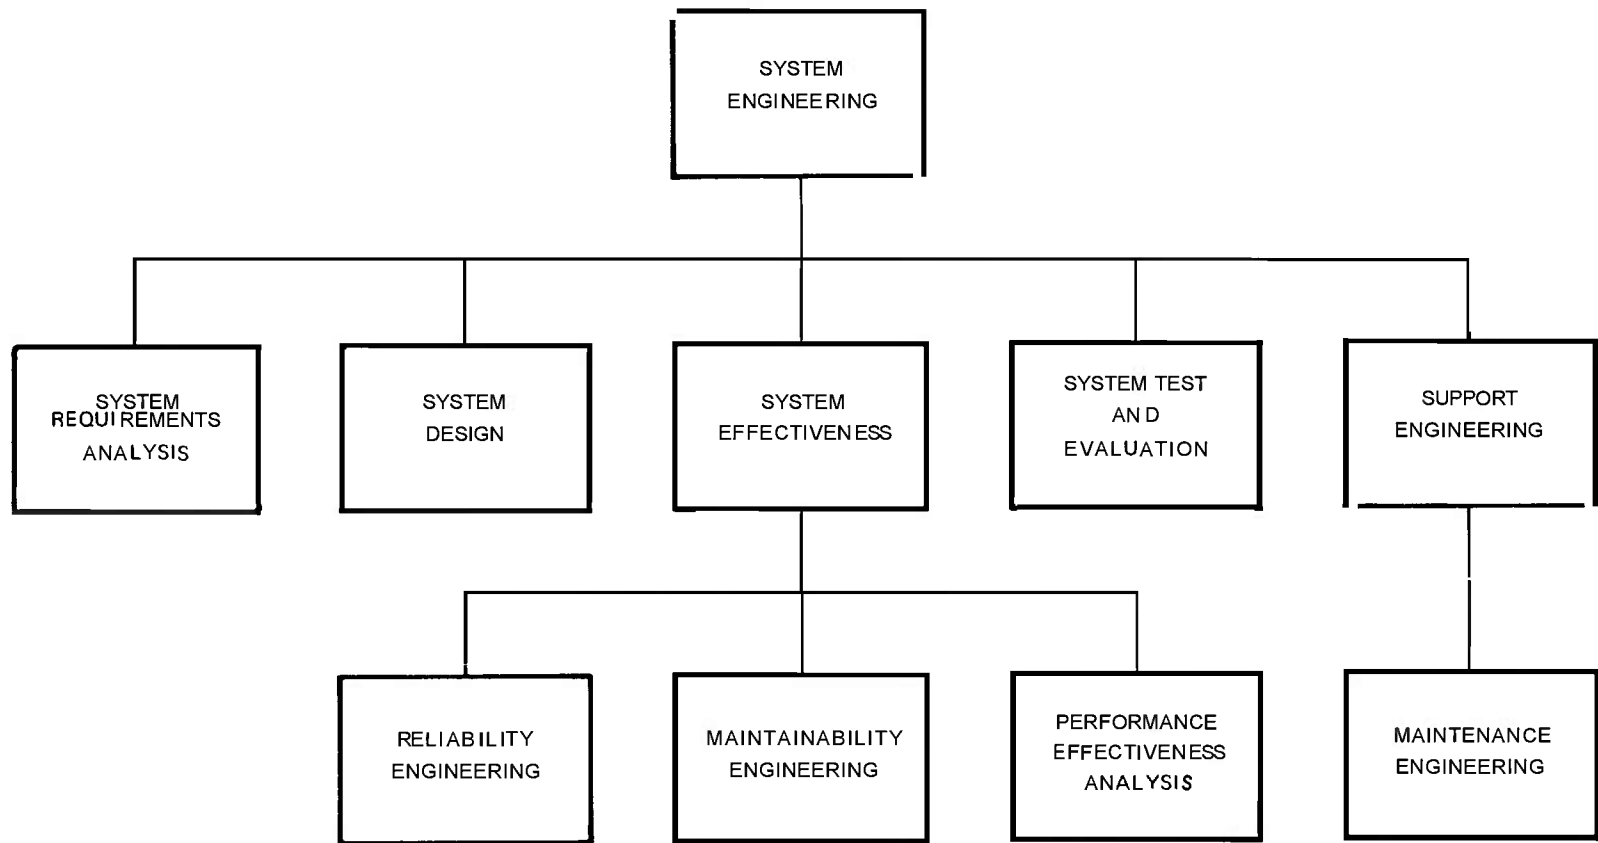 SYSTEM
ENGINEERING
SYSTEM
REQUIREMENTS
ANALYSIS
SYSTEM
DESIGN
SYSTEM
EFFECTIVENESS
SYSTEM TEST
AND
EVALUATION
SUPPORT
ENGINEERING
RELIABILITY
ENGINEERING
MAINTAINABILITY
ENGINEERING
PERFORMANCE
EFFECTIVENESS
ANALYSIS
MAINTENANCE
ENGINEERING